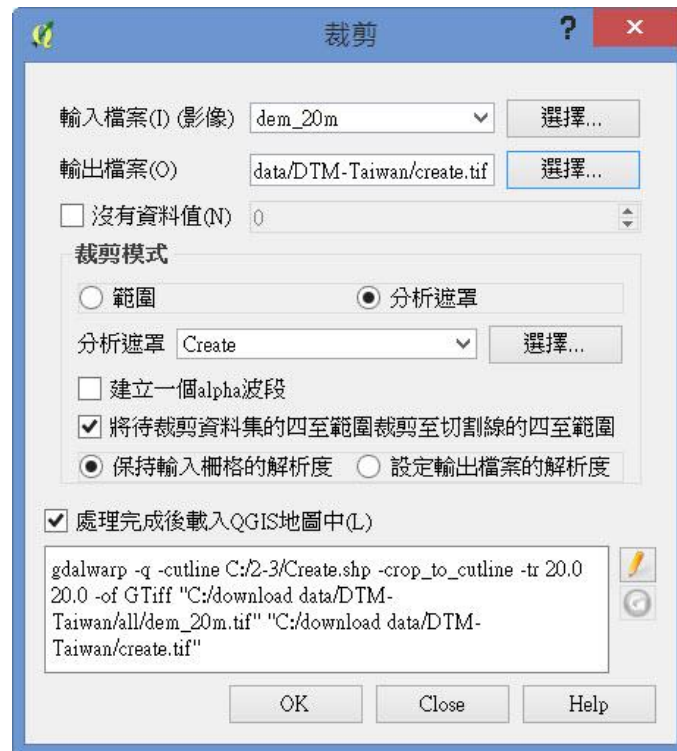 裁剪
輸入檔案(I) (影像) dem_20m 選擇...
輸出檔案(O) data/DTM-Taiwan/create.tif 選擇...
沒有資料值(N) 0
裁剪模式
範圍 分析遮罩
分析遮罩 Create 選擇...
建立一個alpha波段
將待裁剪資料集的四至範圍裁剪至切割線的四至範圍
保持輸入柵格的解析度 設定輸出檔案的解析度
處理完成後載入QGIS地圖中(L)
gdalwarp -q -cutline C:/2-3/Create.shp -crop_to_cutline -tr 20.0
20.0 -of GTiff "C:/download data/DTM-
Taiwan/all/dem_20m.tif" "C:/download data/DTM-
Taiwan/create.tif"
OK Close Help